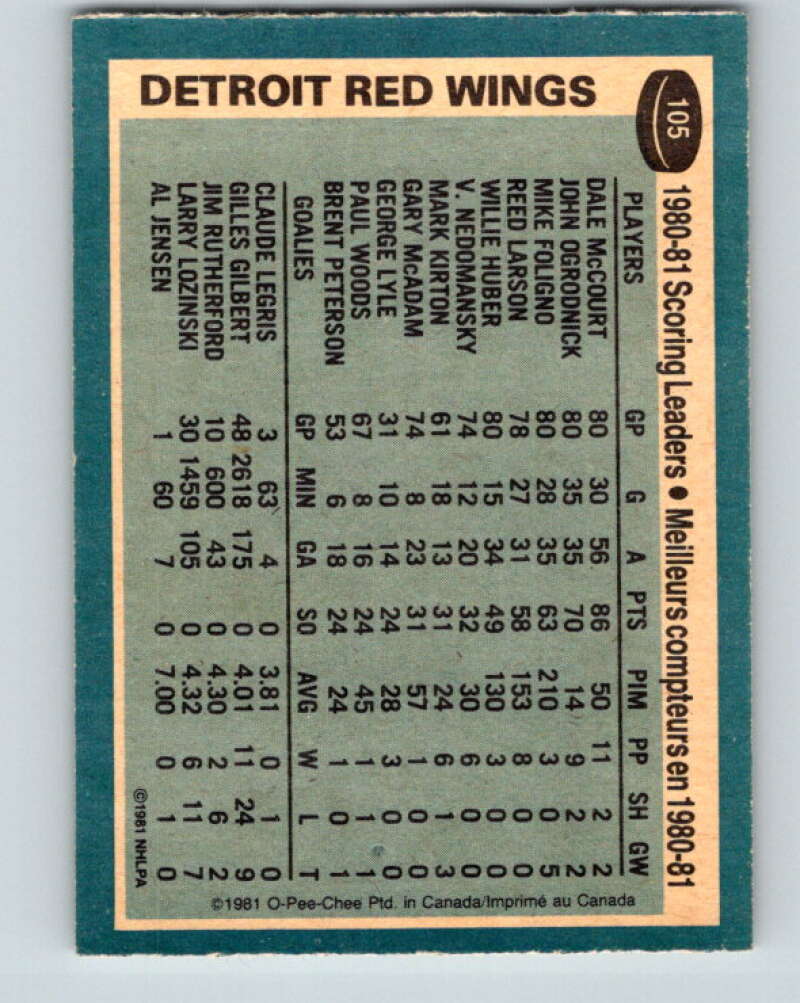 DETROIT RED WINGS
105
1980-81 Scoring Leaders • Meilleurs compteurs en 1980-81
PLAYERS GP G A PTS PIM PP SH GW
DALE McCOURT 80 30 56 86 50 11 2 2
JOHN OGRODNICK 80 35 35 70 14 9 2 2
MIKE FOLIGNO 80 28 35 63 210 3 0 5
REED LARSON 78 27 31 58 153 8 0 0
WILLIE HUBER 80 15 34 49 130 3 0 0
V. NEDOMANSKY 74 12 20 32 30 6 0 0
MARK KIRTON 61 18 13 31 24 6 1 3
GARY McADAM 74 8 23 31 57 1 0 0
GEORGE LYLE 31 10 14 24 28 3 0 0
PAUL WOODS 67 8 16 24 45 1 1 1
BRENT PETERSON 53 6 18 24 24 1 0 1
GOALIES GP MIN GA SO AVG W L T
CLAUDE LEGRIS 3 63 4 0 3.81 0 1 0
GILLES GILBERT 48 2618 175 0 4.01 11 24 9
JIM RUTHERFORD 10 600 43 0 4.30 2 6 2
LARRY LOZINSKI 30 1459 105 0 4.32 6 11 7
AL JENSEN 1 60 7 0 7.00 0 1 0
©1981 NHLPA
©1981 O-Pee-Chee Ptd. in Canada/Imprimé au Canada